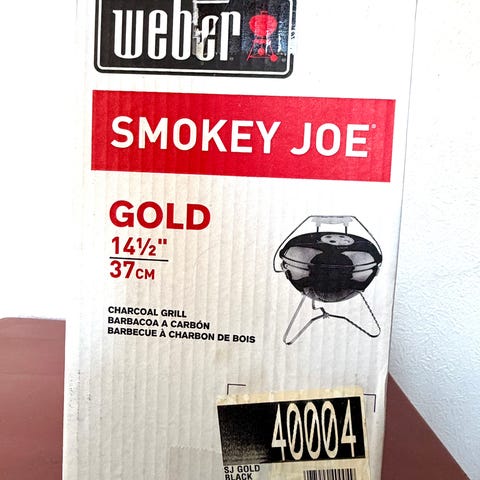 weber
SMOKEY JOE®
GOLD
14½"
37CM
CHARCOAL GRILL
BARBACOA A CARBÓN
BARBECUE À CHARBON DE BOIS
40004
SJ GOLD
BLACK